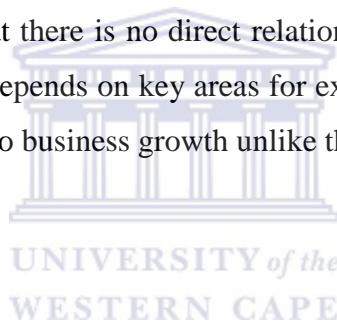 t there is no direct relation
epends on key areas for ex
o business growth unlike th
UNIVERSITY of the
WESTERN CAPE